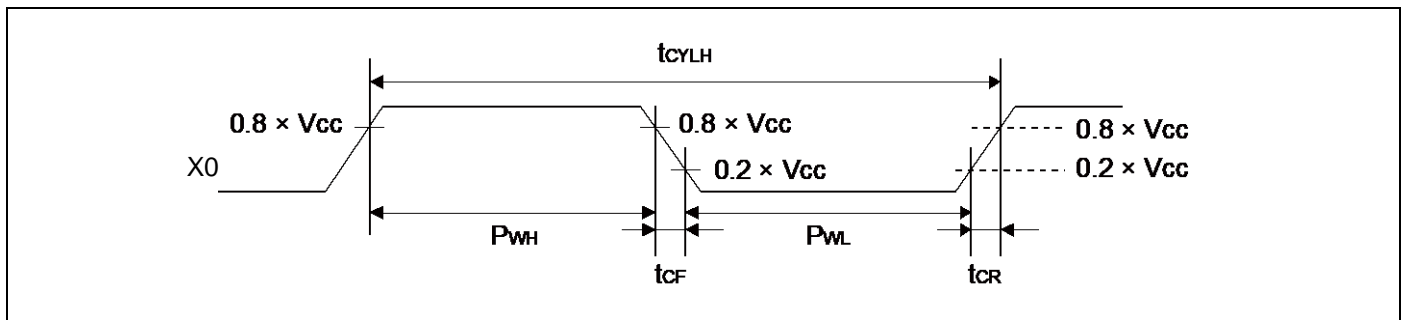 tCYLH
0.8 × Vcc
0.8 × Vcc
0.8 × Vcc
X0
0.2 × Vcc
0.2 × Vcc
PWH
PWL
tCF
tCR